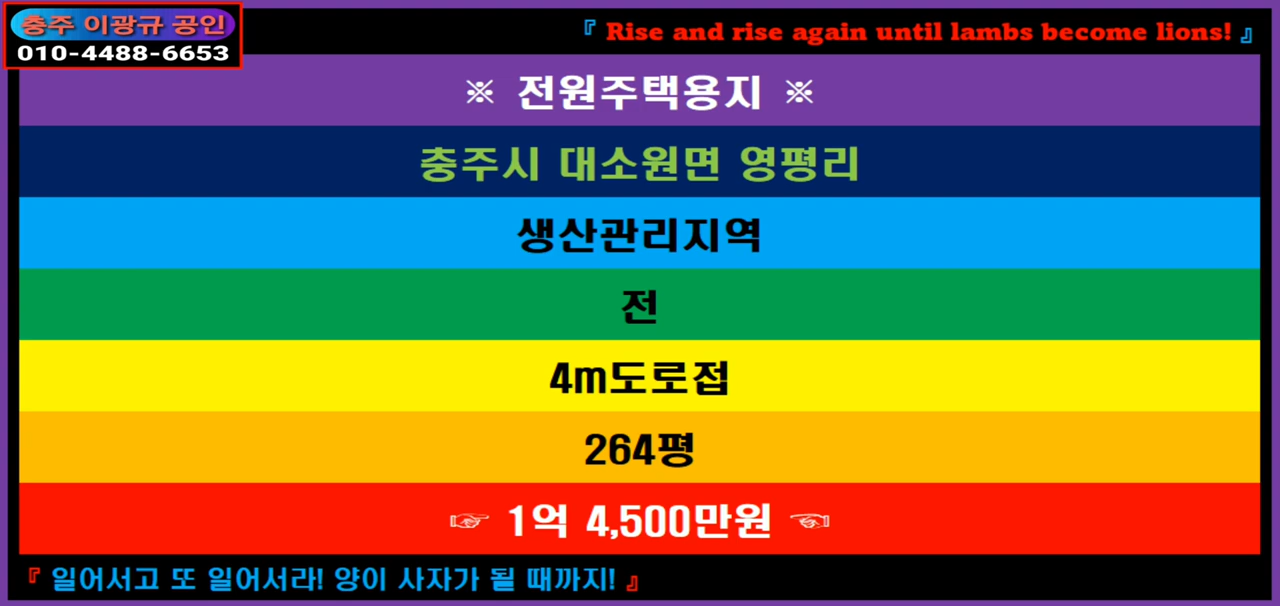 충주 이광규 공인
010-4488-6653
『 Rise and rise again until lambs become lions! 』
※ 전원주택용지 ※
충주시 대소원면 영평리
생산관리지역
전
4m도로접
264평
☞ 1억 4,500만원 ☜
『 일어서고 또 일어서라! 양이 사자가 될 때까지! 』